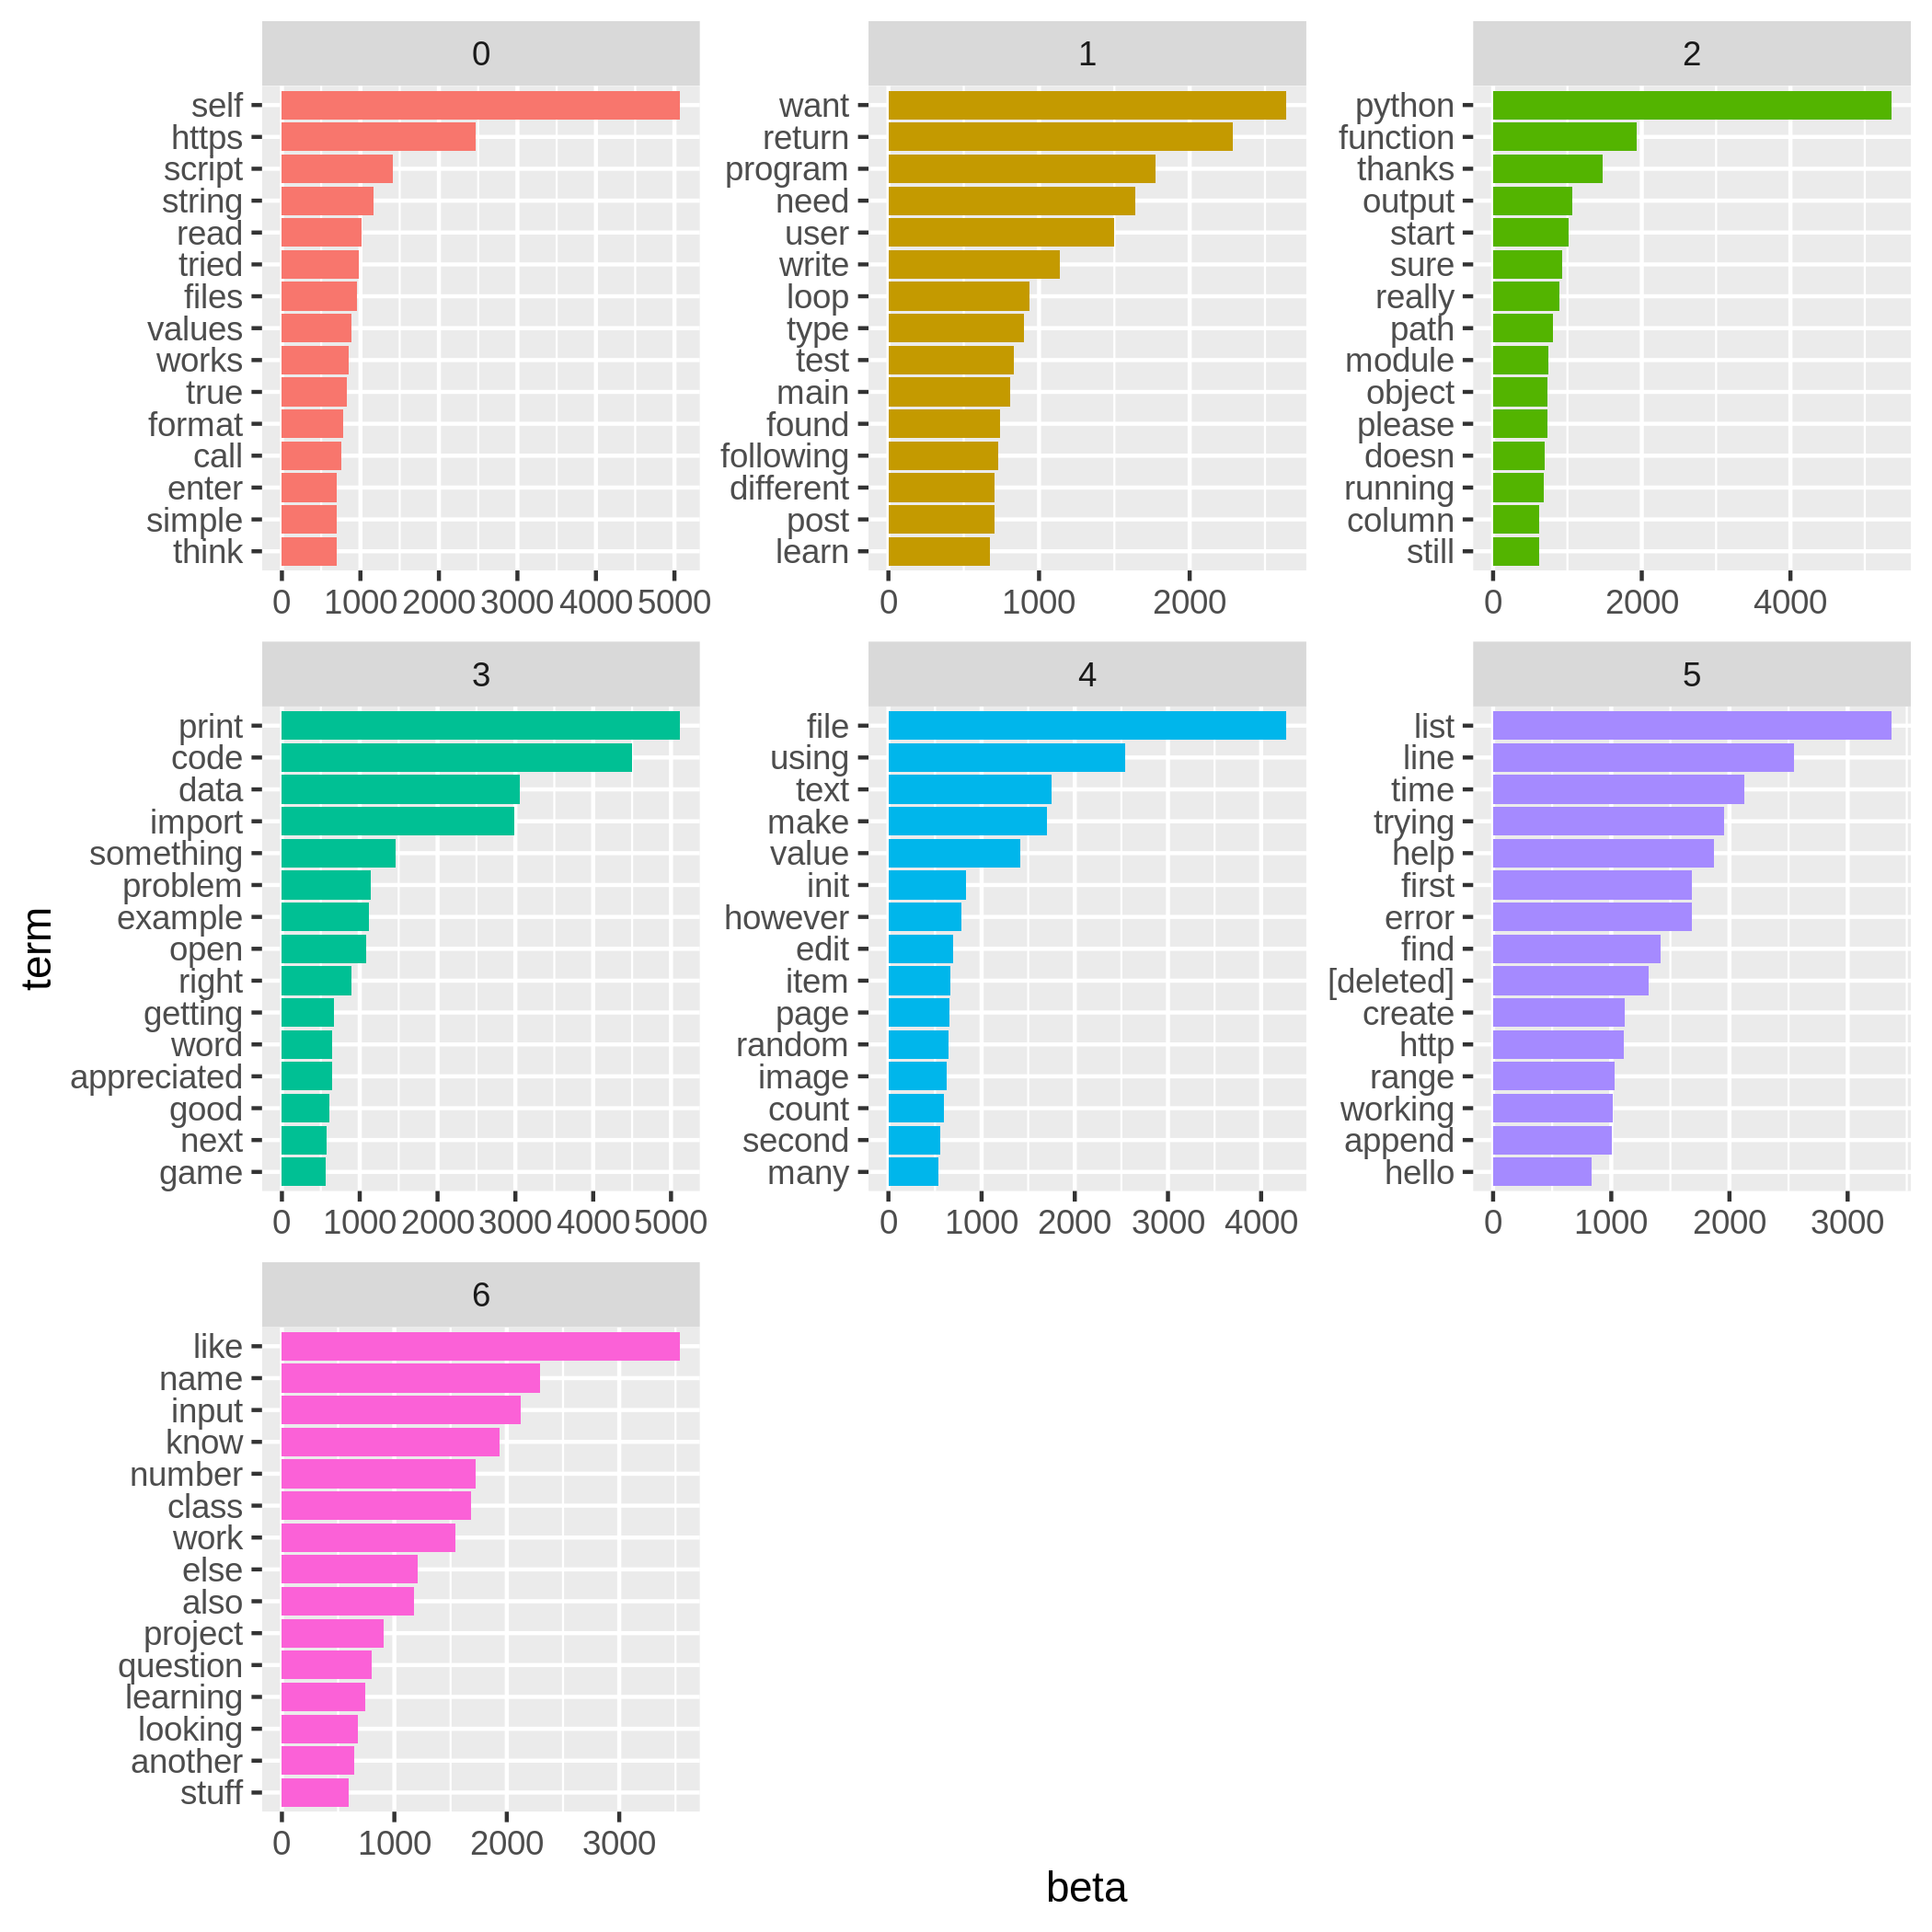 0
self
https
script
string
read
tried
files
values
works
true
format
call
enter
simple
think
0 1000 2000 3000 4000 5000
1
want
return
program
need
user
write
loop
type
test
main
found
following
different
post
learn
0 1000 2000
2
python
function
thanks
output
start
sure
really
path
module
object
please
doesn
running
column
still
0 2000 4000
3
print
code
data
import
something
problem
example
open
right
getting
word
appreciated
good
next
game
0 1000 2000 3000 4000 5000
4
file
using
text
make
value
init
however
edit
item
page
random
image
count
second
many
0 1000 2000 3000 4000
5
list
line
time
trying
help
first
error
find
[deleted]
create
http
range
working
append
hello
0 1000 2000 3000
6
like
name
input
know
number
class
work
else
also
project
question
learning
looking
another
stuff
0 1000 2000 3000
term
beta